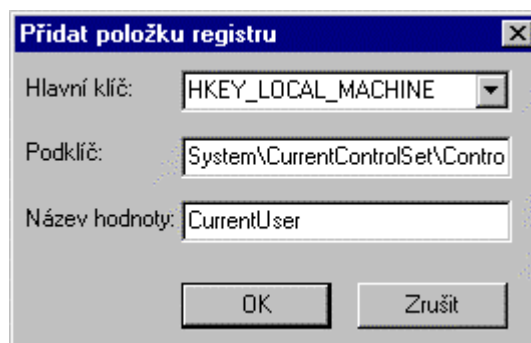 Přidat položku registru
Hlavní klíč: HKEY_LOCAL_MACHINE
Podklíč: System\CurrentControlSet\Contro
Název hodnoty: CurrentUser
OK Zrušit